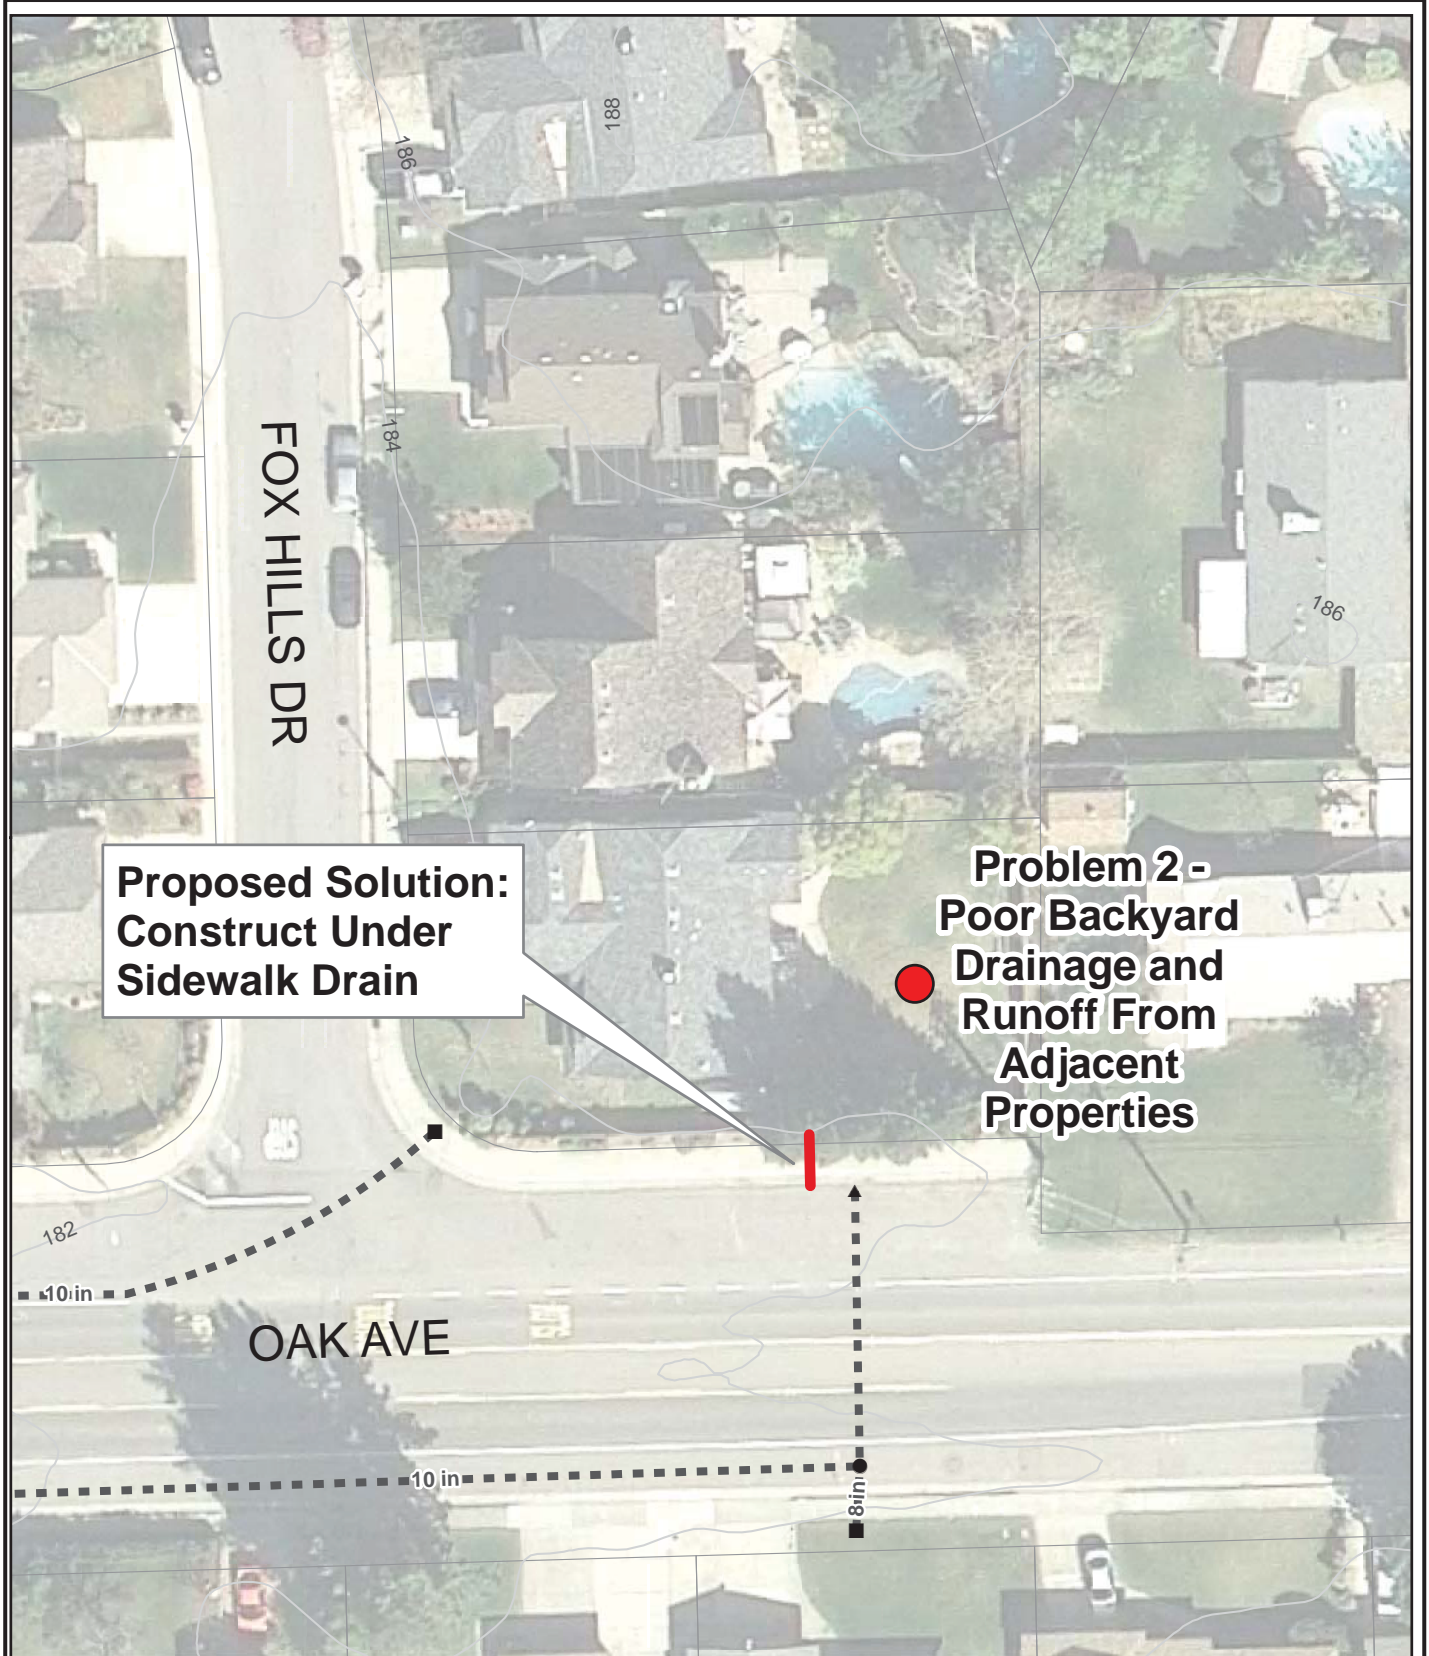 188
186
184
FOX HILLS DR
186
Proposed Solution:
Construct Under
Sidewalk Drain
Problem 2 -
Poor Backyard
Drainage and
Runoff From
Adjacent
Properties
182
10 in
OAK AVE
10 in
8 in